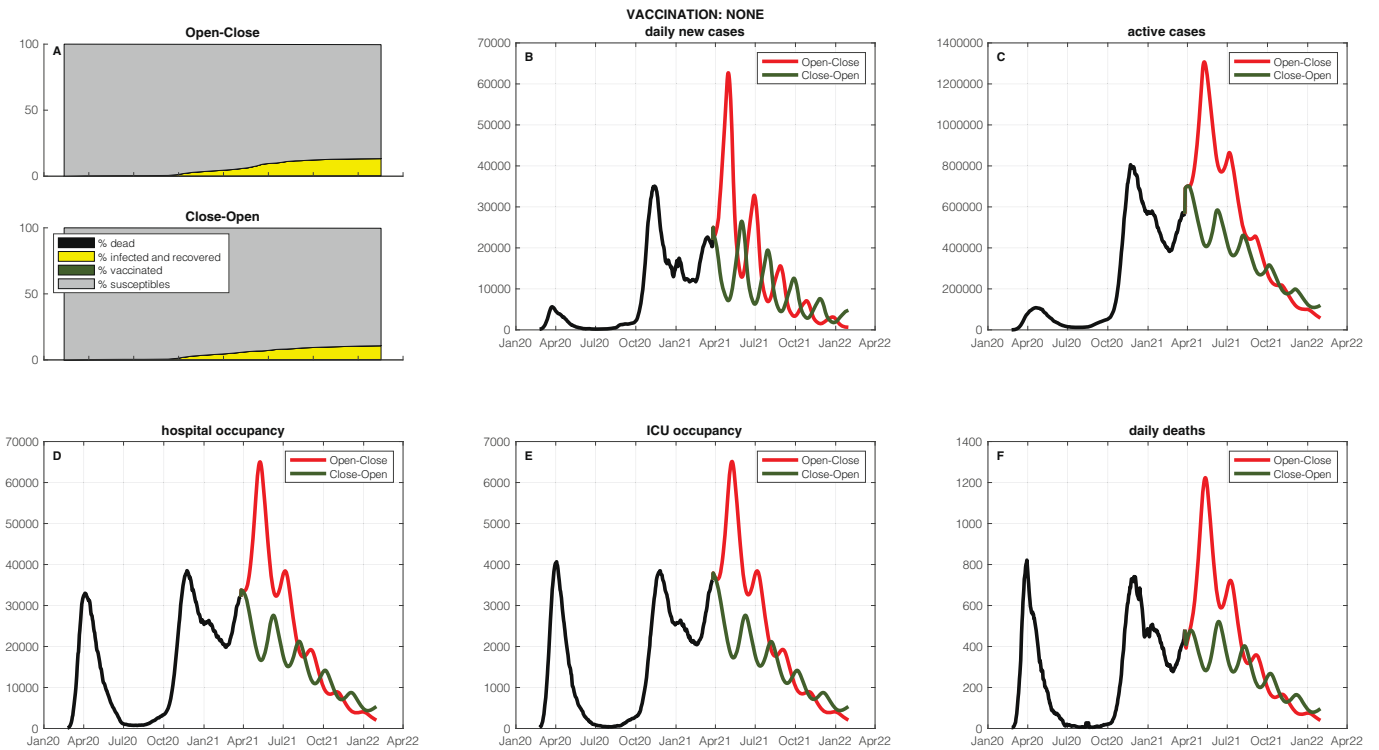 VACCINATION: NONE
Open-Close
A
100
50
0
Close-Open
100
50
0
% dead
% infected and recovered
% vaccinated
% susceptibles
daily new cases
B
70000
60000
50000
40000
30000
20000
10000
0
Open-Close
Close-Open
Jan20 Apr20 Jul20 Oct20 Jan21 Apr21 Jul21 Oct21 Jan22 Apr22
active cases
C
1400000
1200000
1000000
800000
600000
400000
200000
0
Open-Close
Close-Open
Jan20 Apr20 Jul20 Oct20 Jan21 Apr21 Jul21 Oct21 Jan22 Apr22
hospital occupancy
D
70000
60000
50000
40000
30000
20000
10000
0
Open-Close
Close-Open
Jan20 Apr20 Jul20 Oct20 Jan21 Apr21 Jul21 Oct21 Jan22 Apr22
ICU occupancy
E
7000
6000
5000
4000
3000
2000
1000
0
Open-Close
Close-Open
Jan20 Apr20 Jul20 Oct20 Jan21 Apr21 Jul21 Oct21 Jan22 Apr22
daily deaths
F
1400
1200
1000
800
600
400
200
0
Open-Close
Close-Open
Jan20 Apr20 Jul20 Oct20 Jan21 Apr21 Jul21 Oct21 Jan22 Apr22